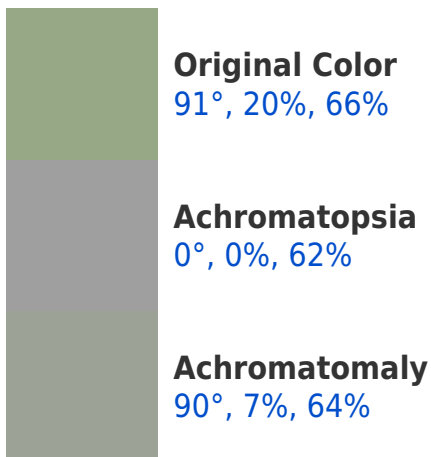 Original Color
91°, 20%, 66%
Achromatopsia
0°, 0%, 62%
Achromatomaly
90°, 7%, 64%